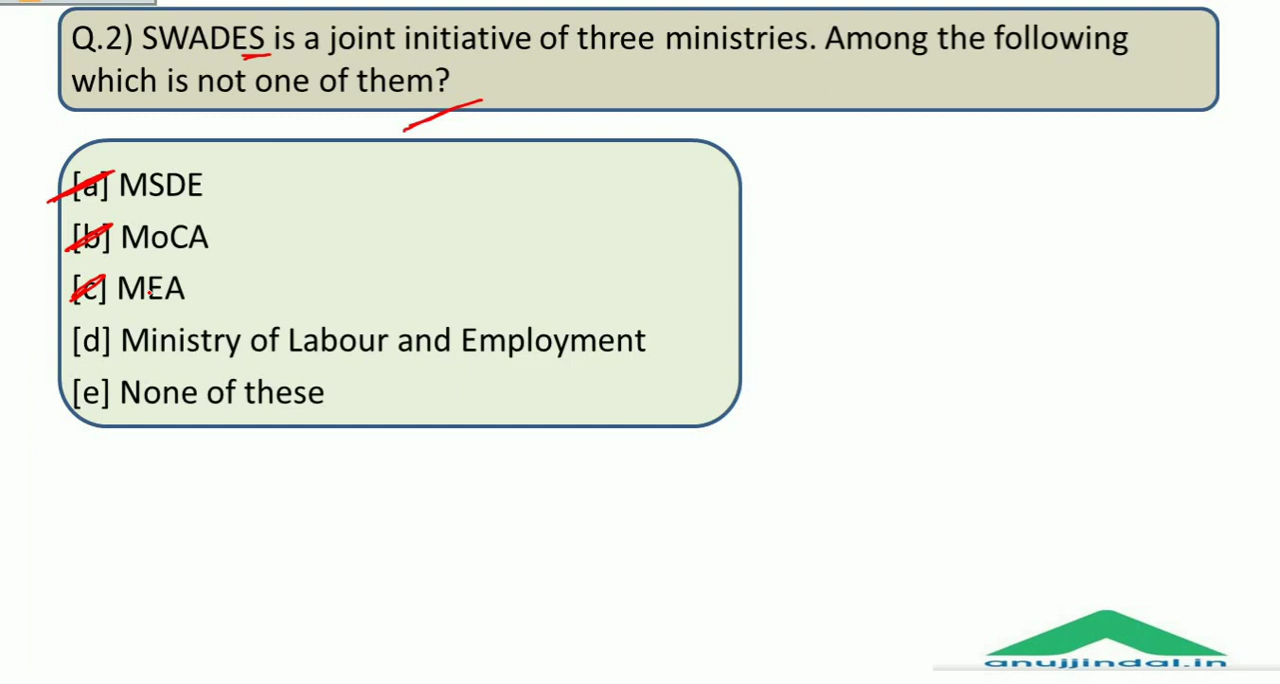 Q.2) SWADES is a joint initiative of three ministries. Among the following
which is not one of them?
[a] MSDE
[b] MoCA
[c] MEA
[d] Ministry of Labour and Employment
[e] None of these
anujjindal.in